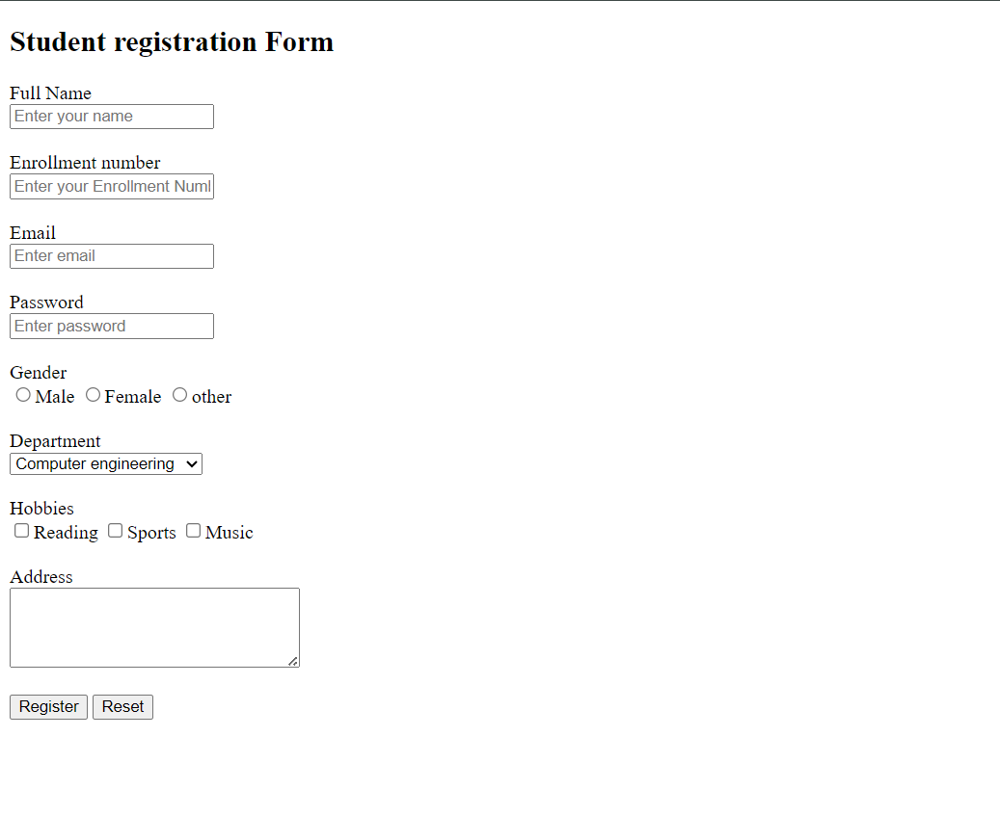 Student registration Form
Full Name
Enter your name
Enrollment number
Enter your Enrollment Num
Email
Enter email
Password
Enter password
Gender
Male Female other
Department
Computer engineering
Hobbies
Reading Sports Music
Address
Register Reset